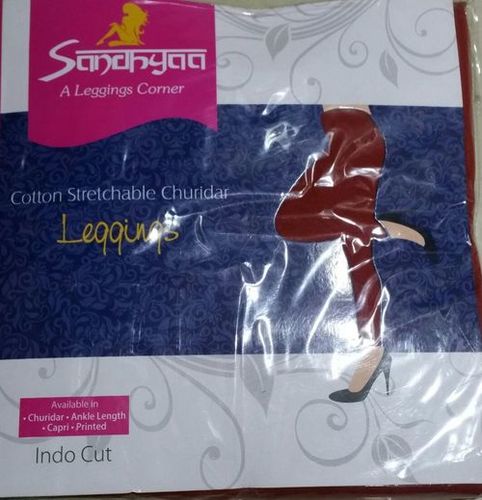 Sandhyaa
A Leggings Corner
Cotton Stretchable Churidar
Leggings
Available in
• Churidar • Ankle Length
• Capri • Printed
Indo Cut